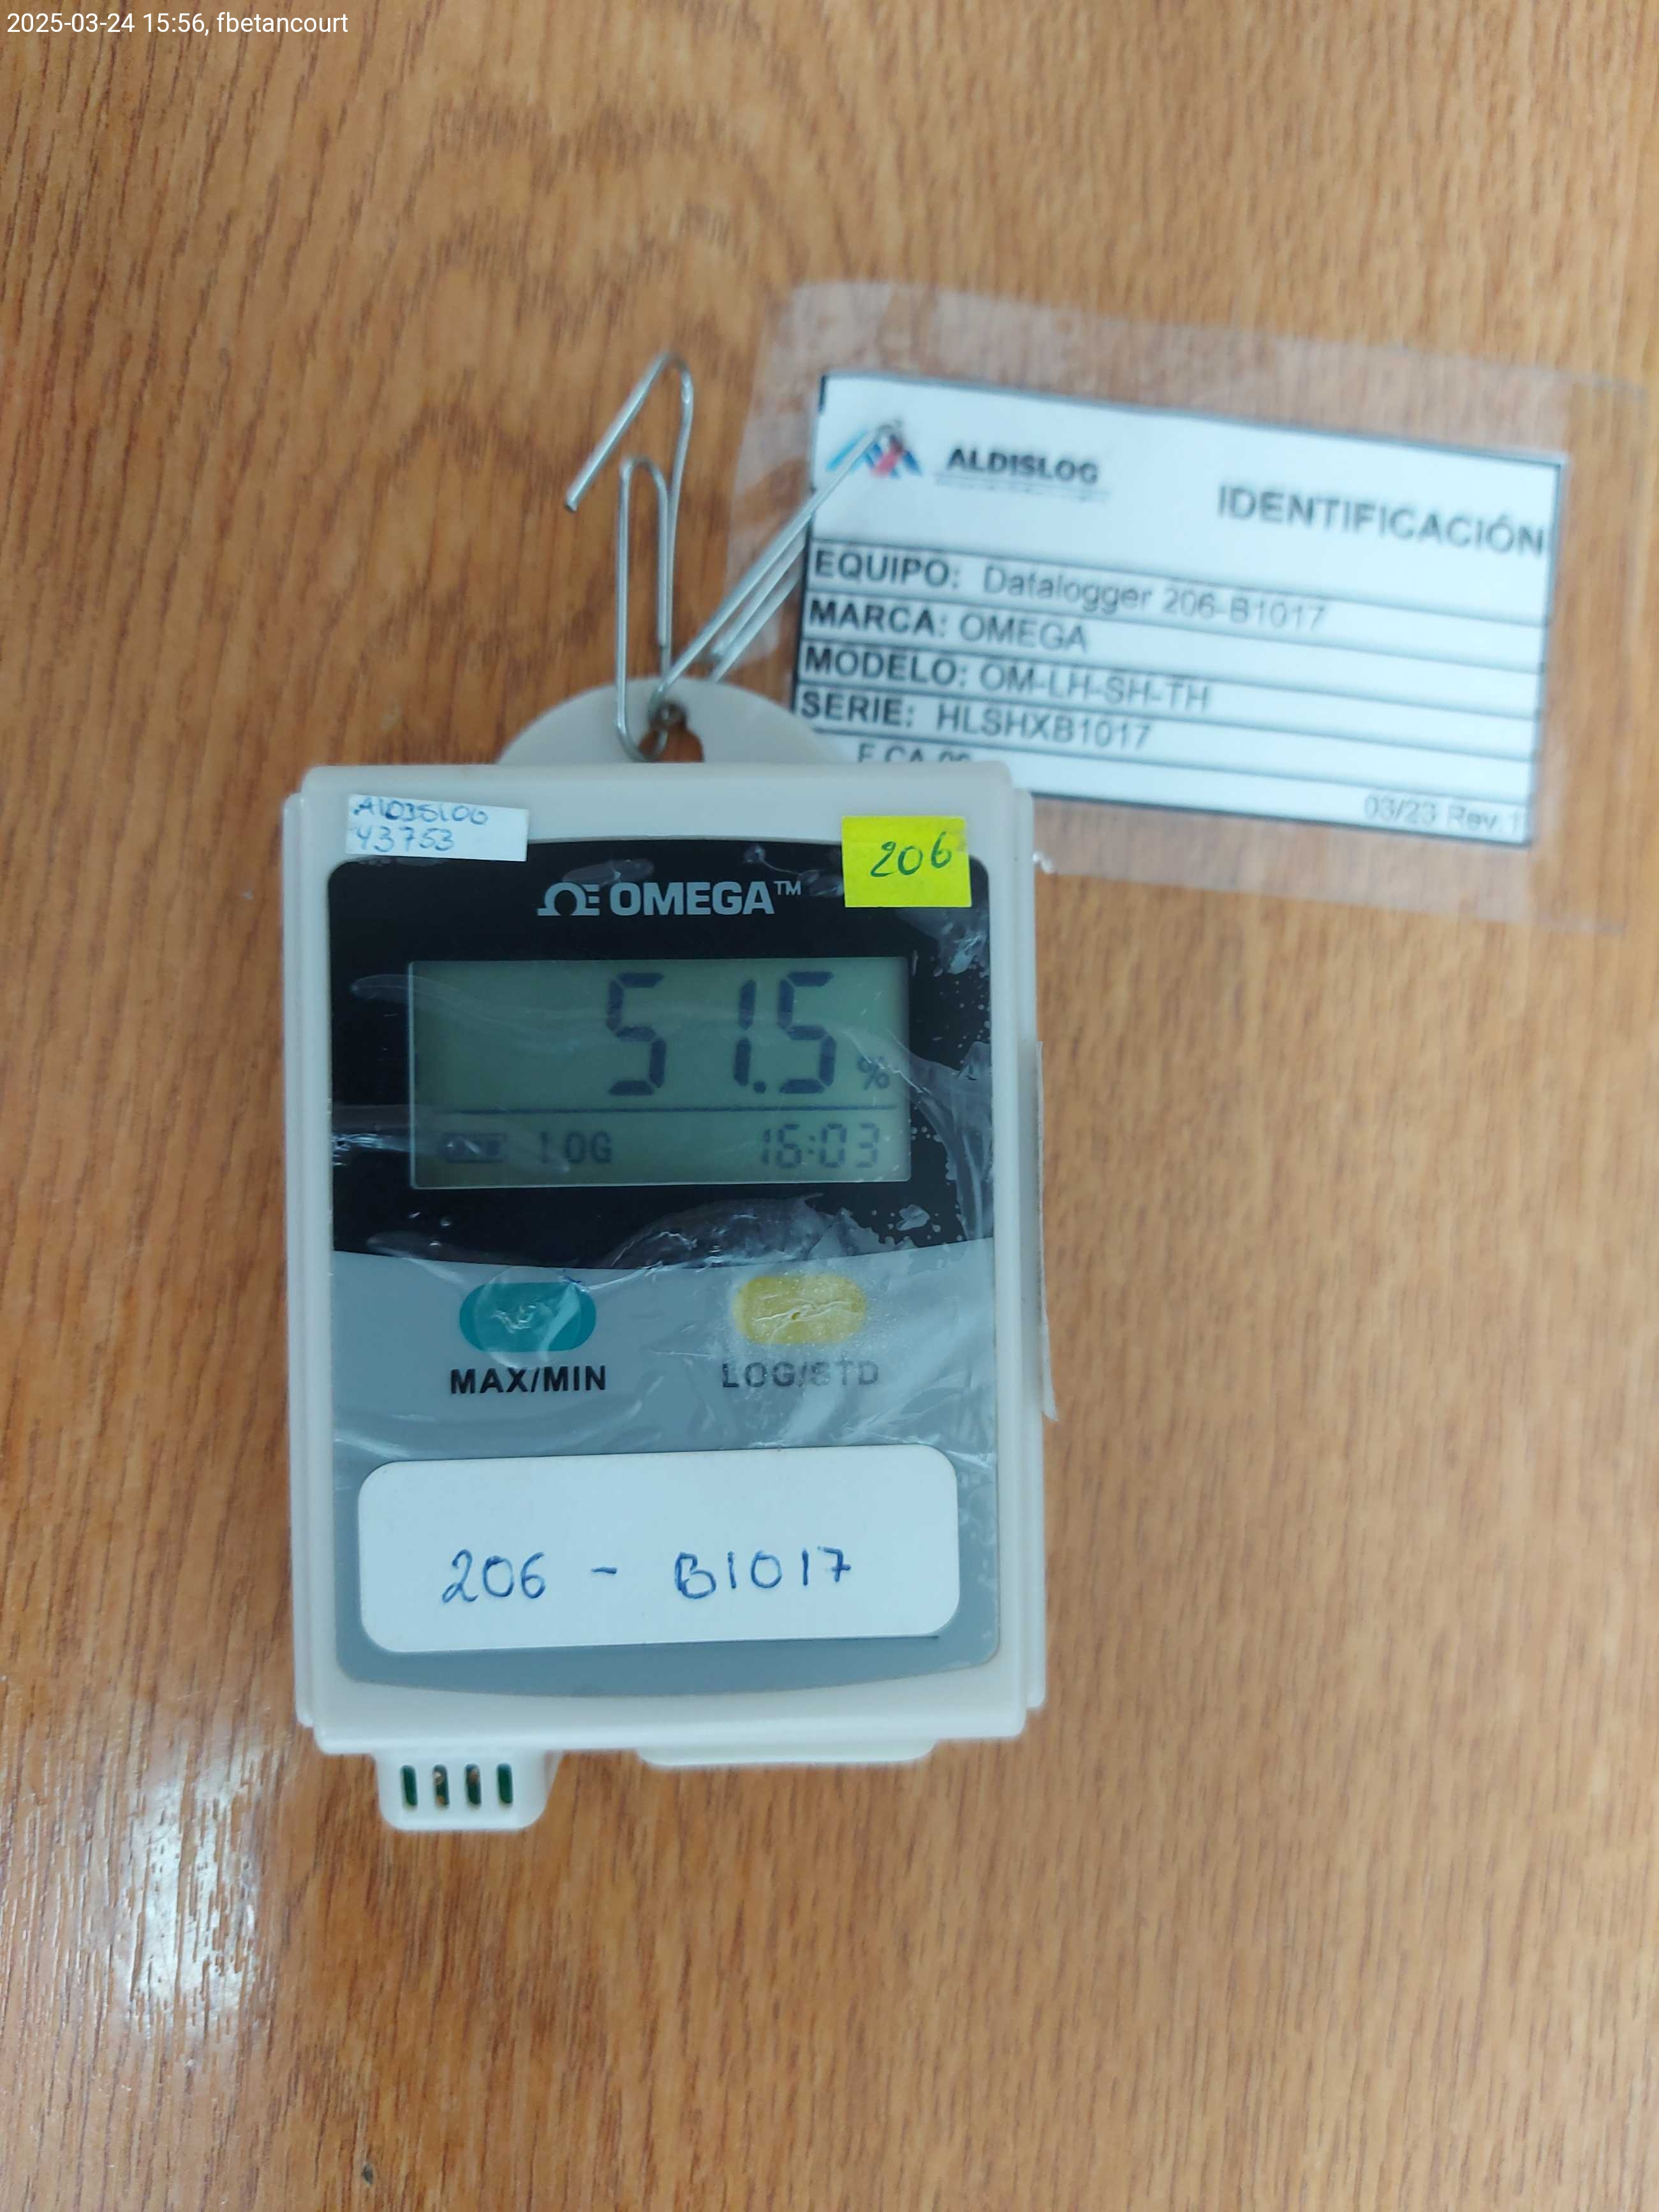 2025-03-24 15:56, fbetancourt
ALDISLOG
IDENTIFICACIÓN
EQUIPO: Datalogger 206-B1017
MARCA: OMEGA
MODELO: OM-LH-SH-TH
SERIE: HLSHXB1017
03/23 Rev.1
43753
206
OMEGA™
51.5 %
LOG 16:03
MAX/MIN
LOG/STD
206 - B1017